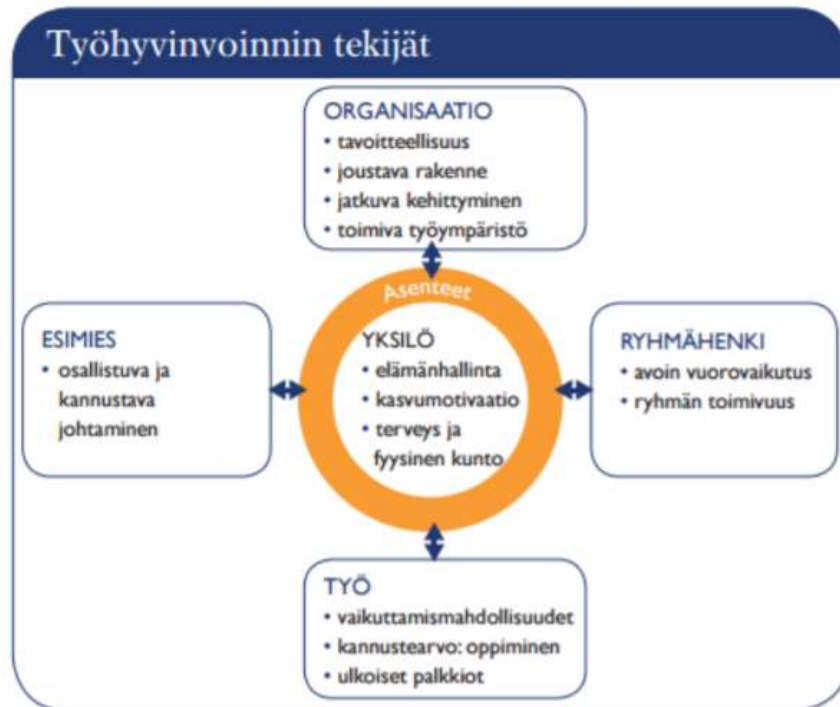 Työhyvinvoinnin tekijät
ORGANISAATIO
• tavoitteellisuus
• joustava rakenne
• jatkuva kehittyminen
• toimiva työympäristö
Asenteet
ESIMIES
• osallistuva ja
kannustava
johtaminen
YKSILÖ
• elämänhallinta
• kasvumotivaatio
• terveys ja
fyysinen kunto
RYHMÄHENKI
• avoin vuorovaikutus
• ryhmän toimivuus
TYÖ
• vaikuttamismahdollisuudet
• kannustearvo: oppiminen
• ulkoiset palkkiot